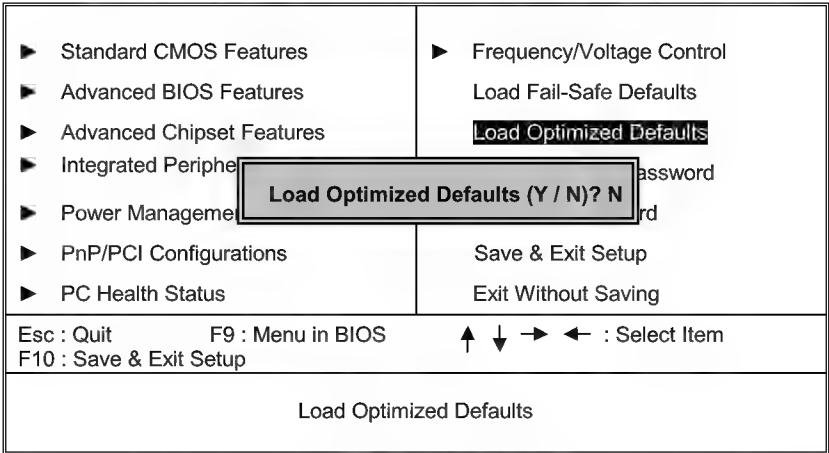 ► Standard CMOS Features
► Advanced BIOS Features
► Advanced Chipset Features
► Integrated Periphe
► Power Manageme
► PnP/PCI Configurations
► PC Health Status
► Frequency/Voltage Control
Load Fail-Safe Defaults
Load Optimized Defaults
assword
rd
Save & Exit Setup
Exit Without Saving
Load Optimized Defaults (Y / N)? N
Esc : Quit F9 : Menu in BIOS ↑ ↓ → ← : Select Item
F10 : Save & Exit Setup
Load Optimized Defaults